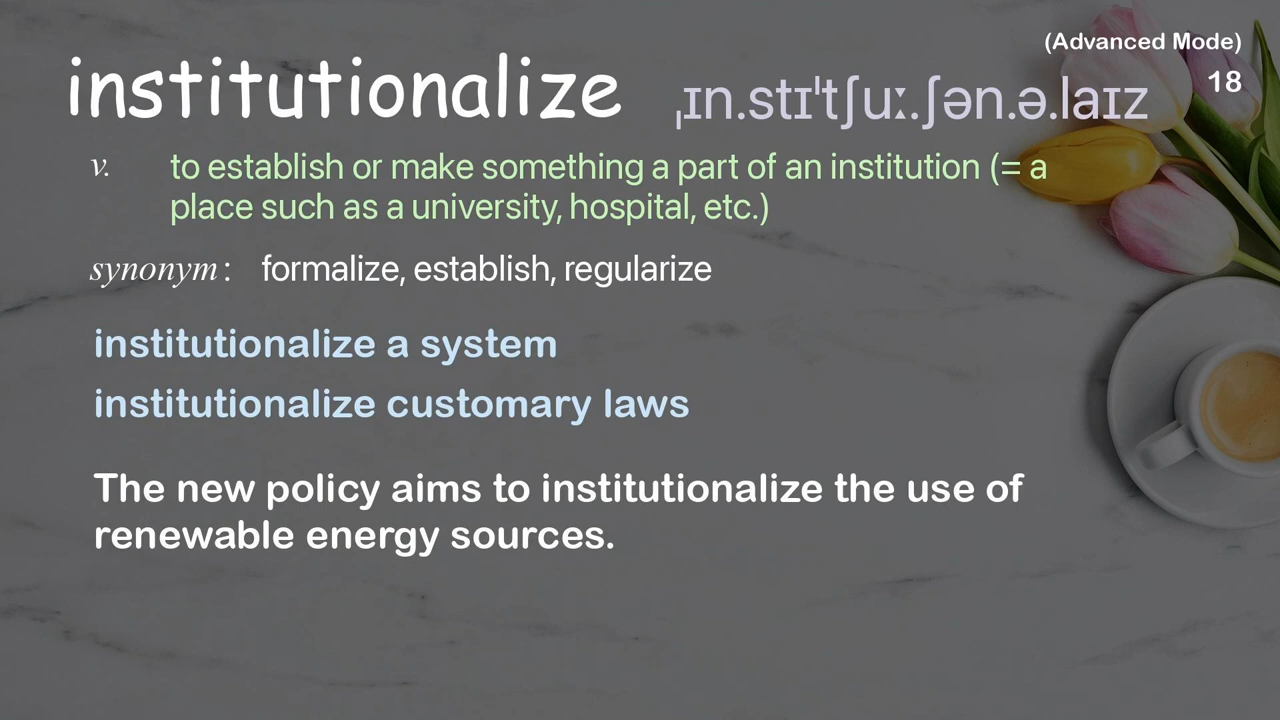 (Advanced Mode)
institutionalize ˌɪn.stɪˈtʃuː.ʃən.ə.laɪz 18
v. to establish or make something a part of an institution (= a
place such as a university, hospital, etc.)
synonym: formalize, establish, regularize
institutionalize a system
institutionalize customary laws
The new policy aims to institutionalize the use of
renewable energy sources.